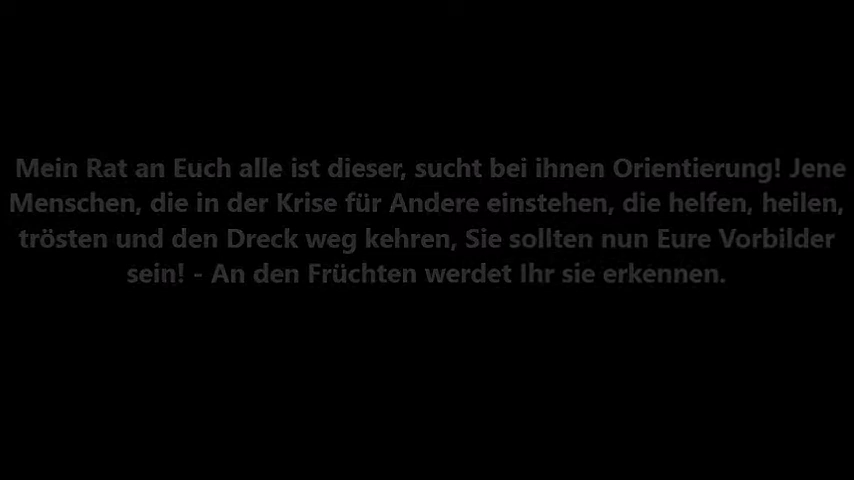 Mein Rat an Euch alle ist dieser, sucht bei ihnen Orientierung! Jene
Menschen, die in der Krise für Andere einstehen, die helfen, heilen,
trösten und den Dreck weg kehren, Sie sollten nun Eure Vorbilder
sein! - An den Früchten werdet Ihr sie erkennen.